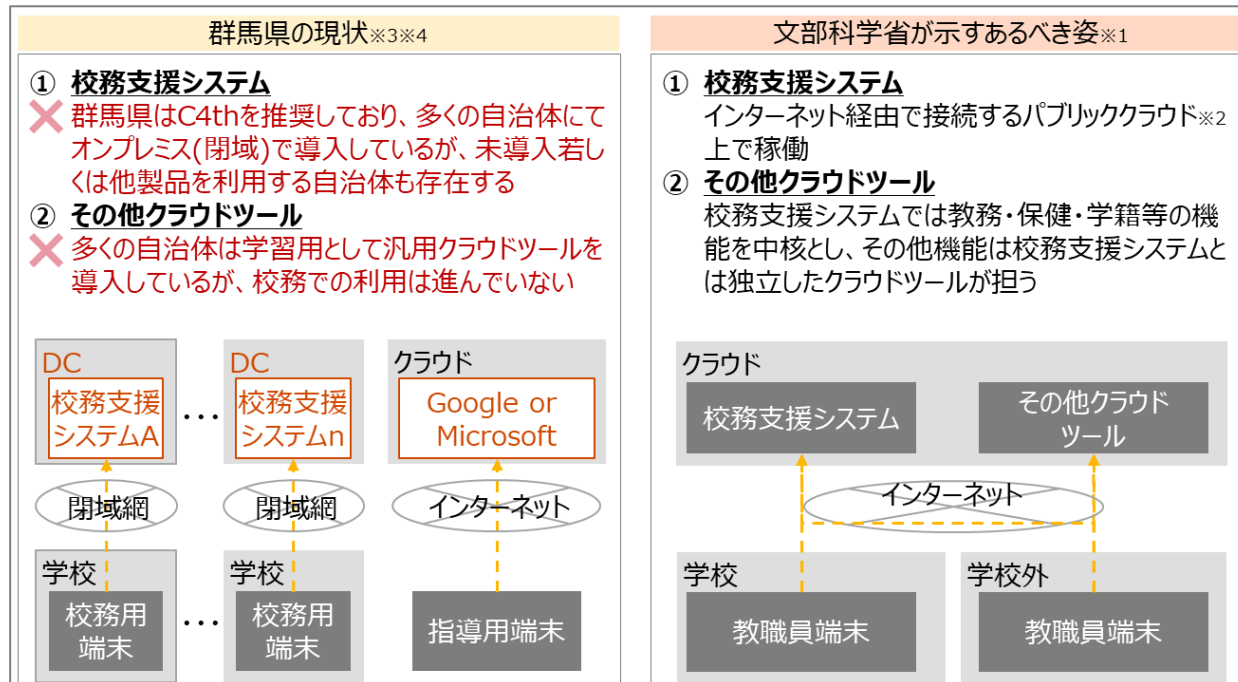 群馬県の現状※3※4
① 校務支援システム
群馬県はC4thを推奨しており、多くの自治体にて
オンプレミス(閉域)で導入しているが、未導入若し
くは他製品を利用する自治体も存在する
② その他クラウドツール
多くの自治体は学習用として汎用クラウドツールを
導入しているが、校務での利用は進んでいない
DC
校務支援
システムA
…
DC
校務支援
システムn
クラウド
Google or
Microsoft
閉域網
閉域網
インターネット
学校
校務用
端末
…
学校
校務用
端末
指導用端末
文部科学省が示すあるべき姿※1
① 校務支援システム
インターネット経由で接続するパブリッククラウド※2
上で稼働
② その他クラウドツール
校務支援システムでは教務・保健・学籍等の機
能を中核とし、その他機能は校務支援システムと
は独立したクラウドツールが担う
クラウド
校務支援システム
その他クラウド
ツール
インターネット
学校
教職員端末
学校外
教職員端末